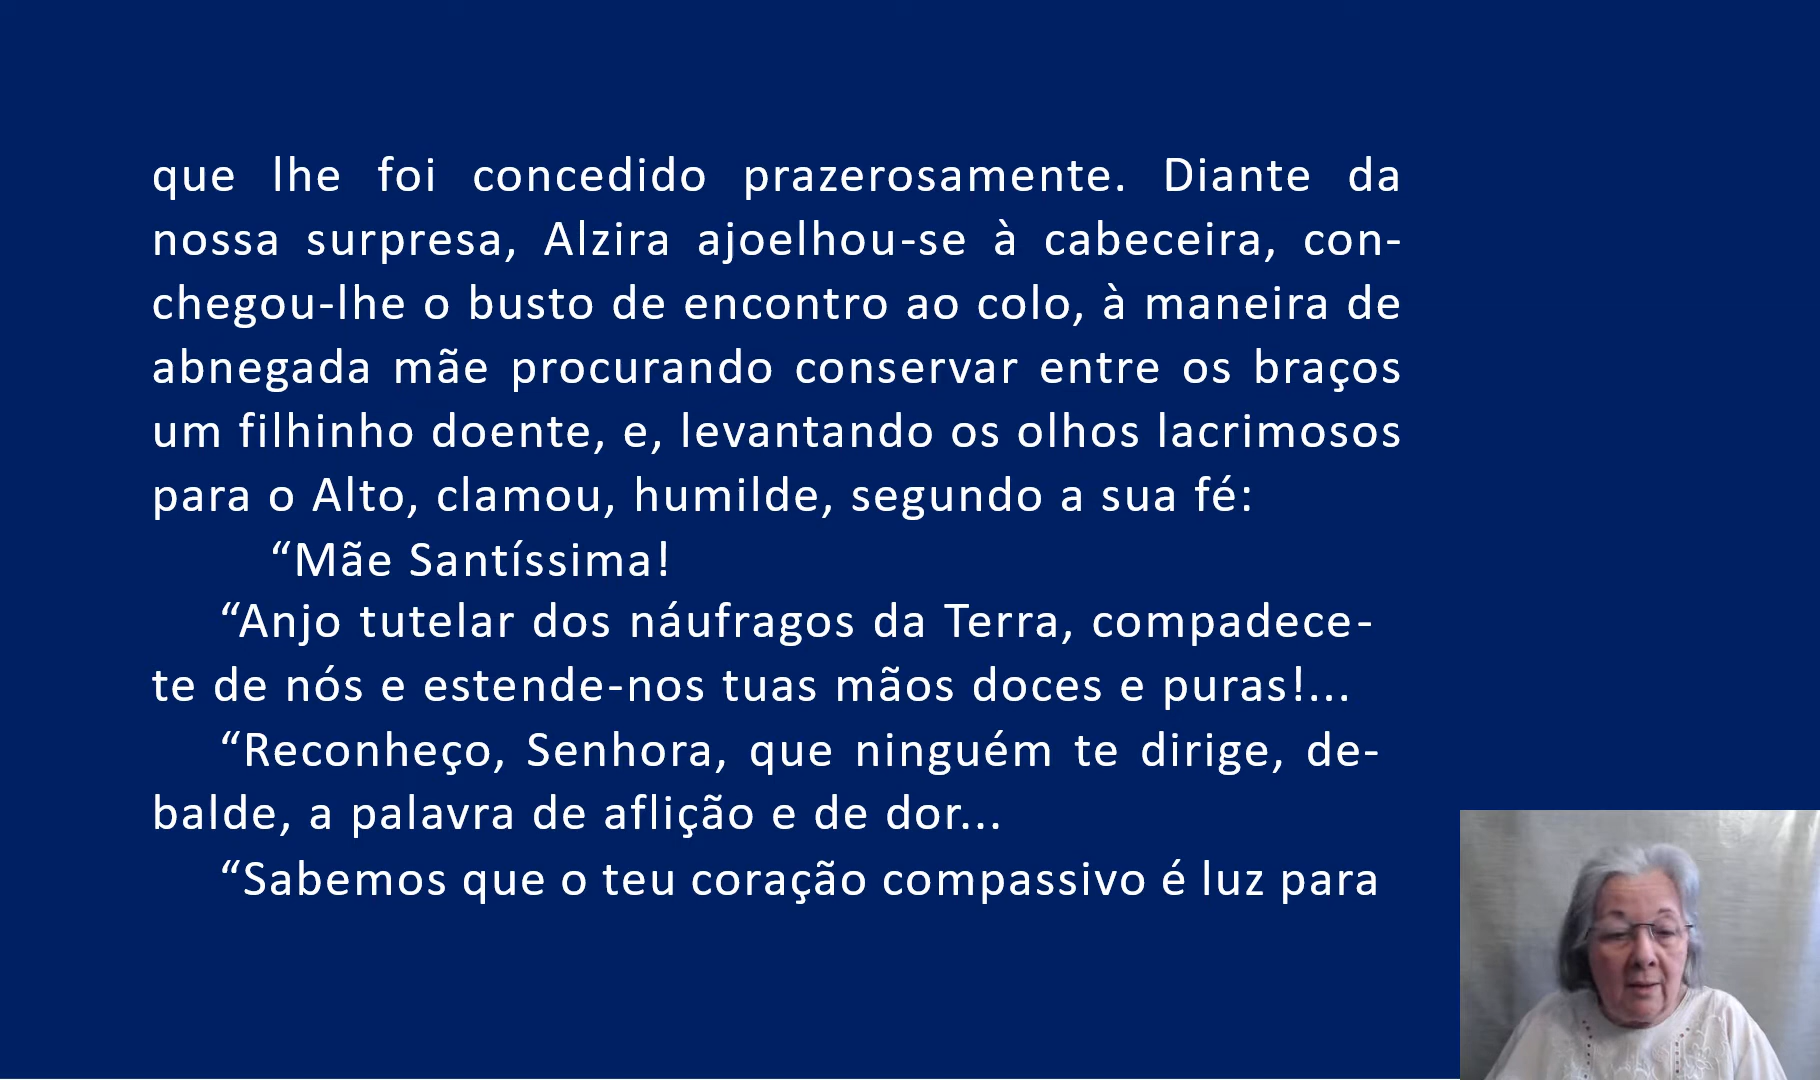 que lhe foi concedido prazerosamente. Diante da
nossa surpresa, Alzira ajoelhou-se à cabeceira, con-
chegou-lhe o busto de encontro ao colo, à maneira de
abnegada mãe procurando conservar entre os braços
um filhinho doente, e, levantando os olhos lacrimosos
para o Alto, clamou, humilde, segundo a sua fé:
“Mãe Santíssima!
“Anjo tutelar dos náufragos da Terra, compadece-
te de nós e estende-nos tuas mãos doces e puras!...
“Reconheço, Senhora, que ninguém te dirige, de-
balde, a palavra de aflição e de dor...
“Sabemos que o teu coração compassivo é luz para